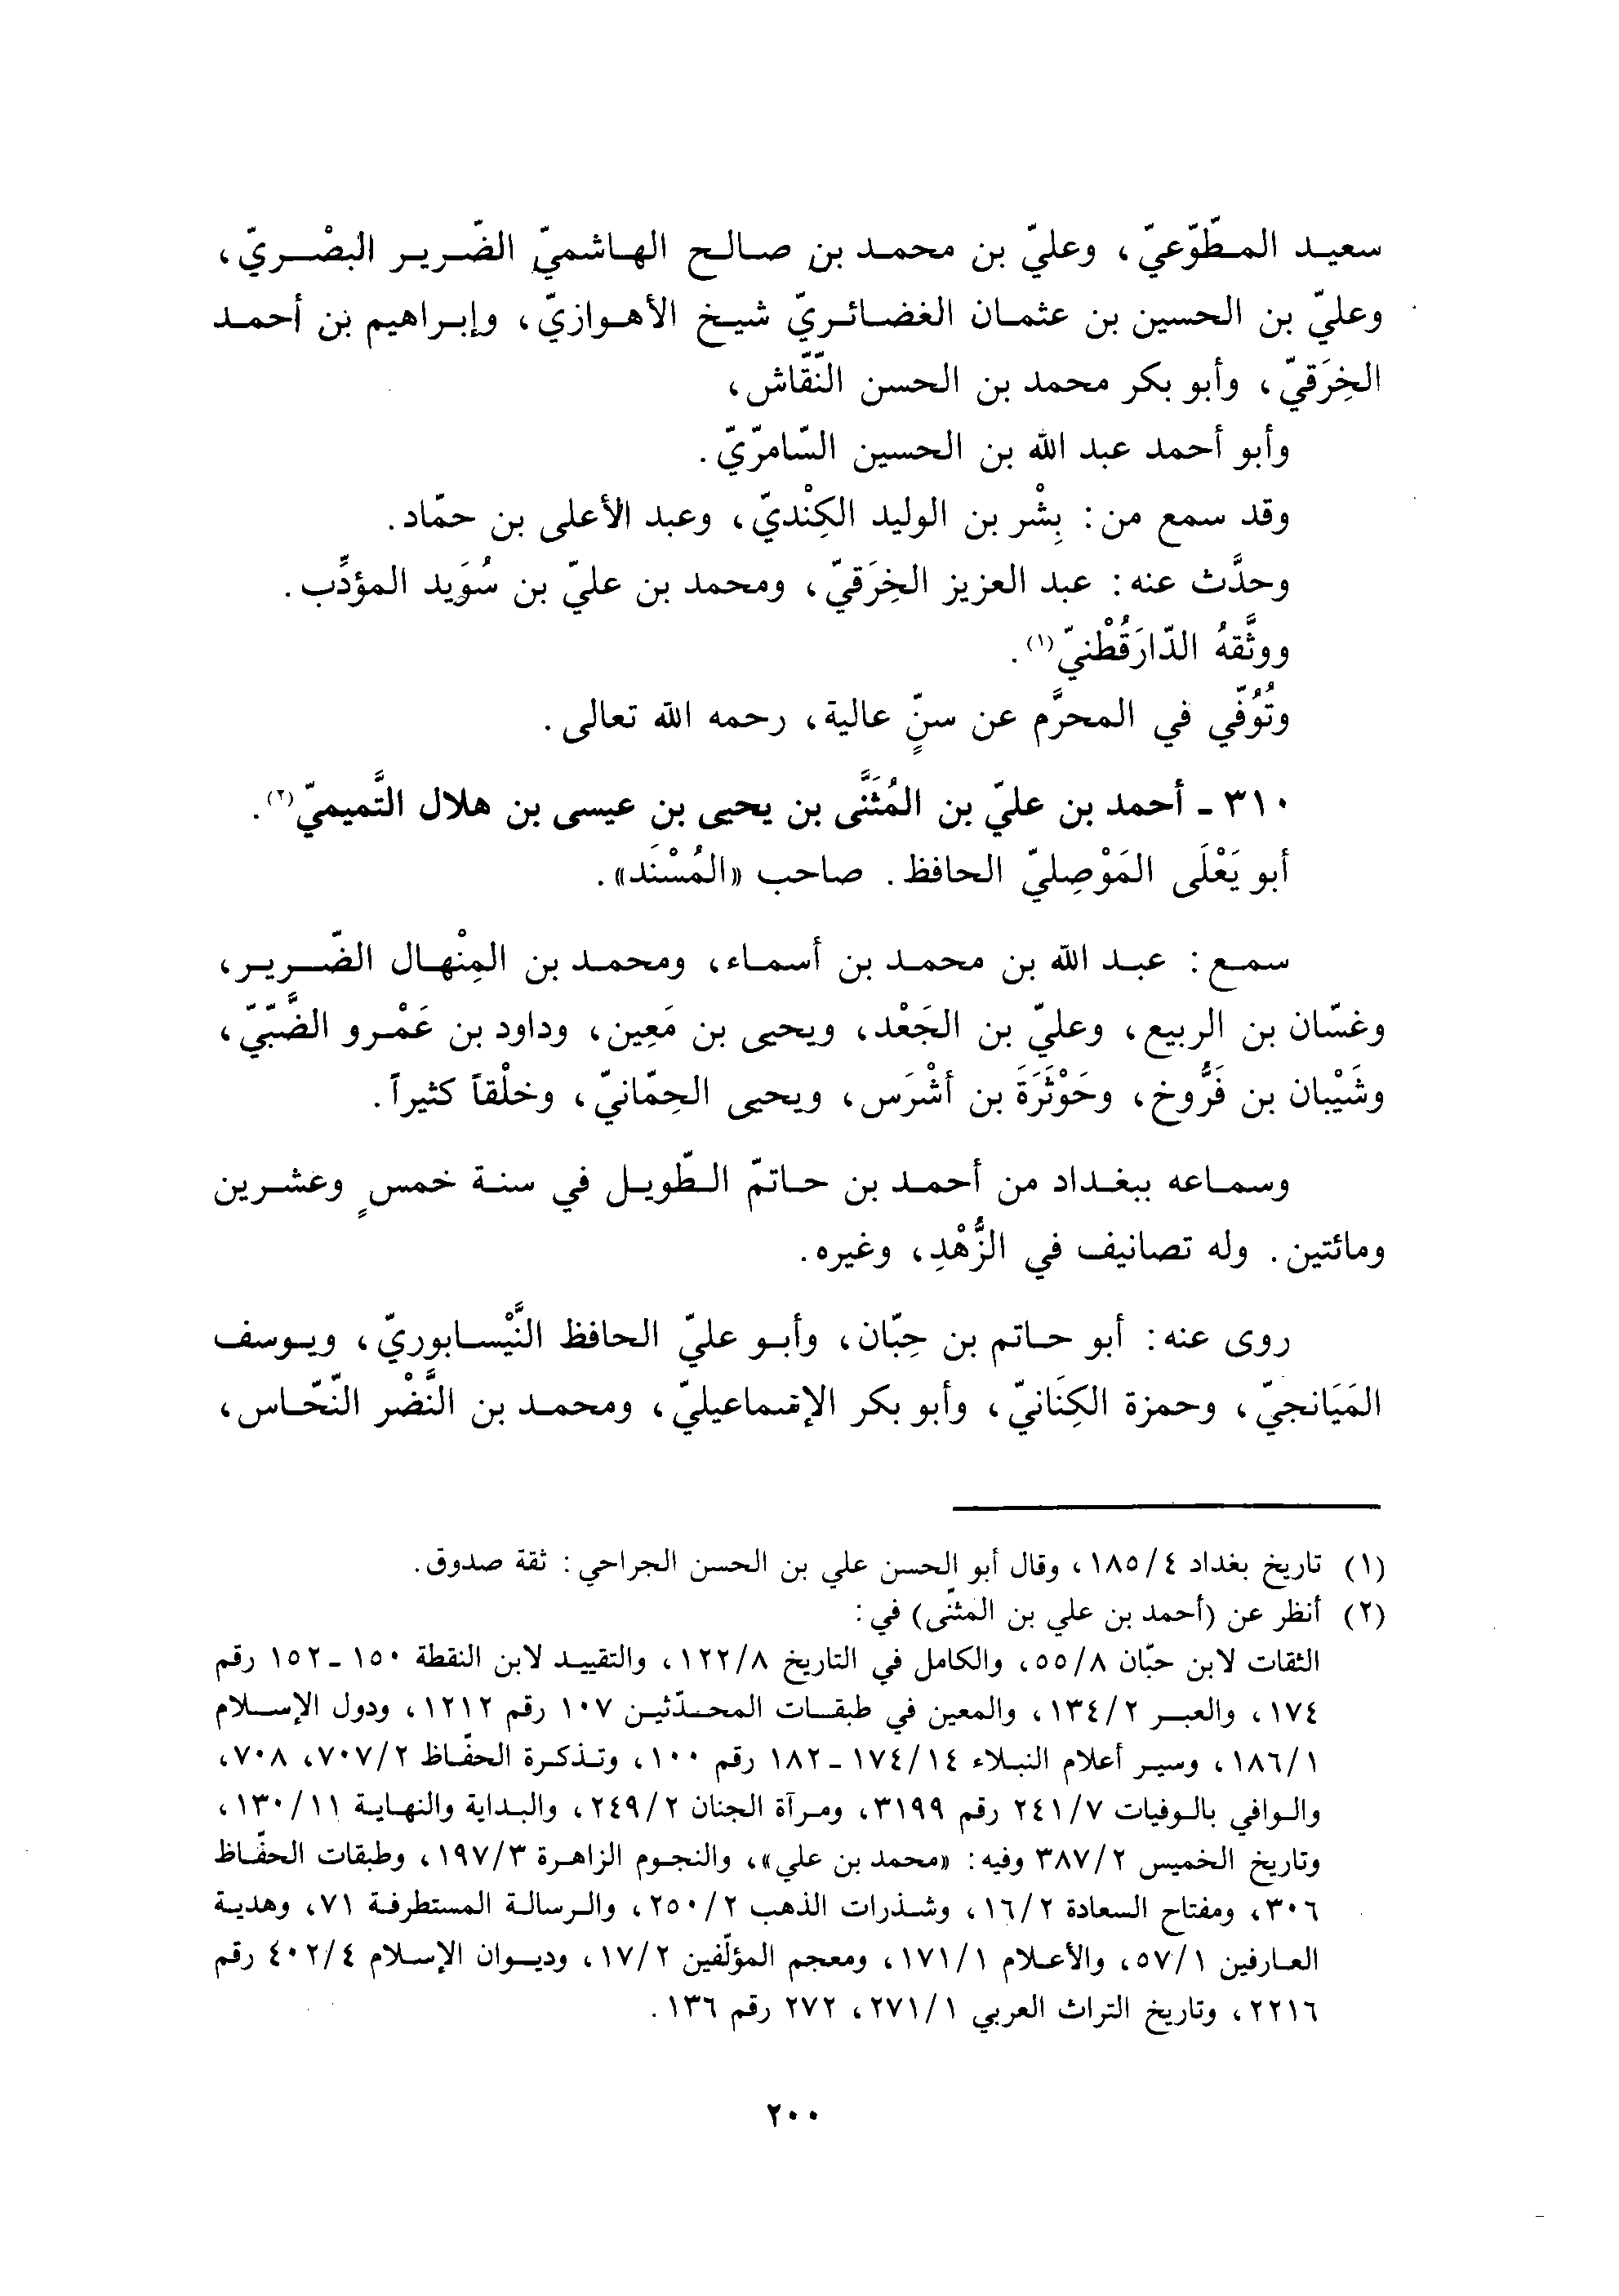 سعيد المطّوّعيّ، وعليّ بن محمد بن صالح الهاشميّ الضّرير البصْريّ،
وعليّ بن الحسين بن عثمان الغضائريّ شيخ الأهوازيّ، وإبراهيم بن أحمد
الخِرَقيّ، وأبو بكر محمد بن الحسن النّقّاش،
وأبو أحمد عبد الله بن الحسين السّامرّيّ.
وقد سمع من: بِشْر بن الوليد الكِنْديّ، وعبد الأعلى بن حمّاد.
وحدَّث عنه: عبد العزيز الخِرَقيّ، ومحمد بن عليّ بن سُوَيد المؤدِّب.
ووثَّقهُ الدّارَقُطْنيّ(١).
وتُوُفّي في المحرَّم عن سنٍّ عالية، رحمه الله تعالى.
٣١٠ - أحمد بن عليّ بن المُثَنَّى بن يحيى بن عيسى بن هلال التَّميميّ(٢).
أبو يَعْلَى المَوْصِليّ الحافظ. صاحب «المُسْنَد».
سمع: عبد الله بن محمد بن أسماء، ومحمد بن المِنْهال الضّرير،
وغسّان بن الربيع، وعليّ بن الجَعْد، ويحيى بن مَعِين، وداود بن عَمْرو الضَّبّيّ،
وشَيْبان بن فَرُّوخ، وحَوْثَرَةَ بن أشْرَس، ويحيى الحِمّانيّ، وخلْقاً كثيراً.
وسماعه ببغداد من أحمد بن حاتمّ الطّويل في سنة خمسٍ وعشرين
ومائتين. وله تصانيف في الزُّهْدِ، وغيره.
روى عنه: أبو حاتم بن حِبّان، وأبو عليّ الحافظ النَّيْسابوريّ، ويوسف
المَيَانجيّ، وحمزة الكِنَانيّ، وأبو بكر الإسماعيليّ، ومحمد بن النَّضْر النّحّاس،
(١) تاريخ بغداد ٤/١٨٥، وقال أبو الحسن علي بن الحسن الجراحي: ثقة صدوق.
(٢) أنظر عن (أحمد بن علي بن المثنّى) في:
الثقات لابن حبّان ٨/٥٥، والكامل في التاريخ ٨/١٢٢، والتقييد لابن النقطة ١٥٠ - ١٥٢ رقم
١٧٤، والعبر ٢/١٣٤، والمعين في طبقات المحدّثين ١٠٧ رقم ١٢١٢، ودول الإسلام
١/١٨٦، وسير أعلام النبلاء ١٤/١٧٤ - ١٨٢ رقم ١٠٠، وتذكرة الحفّاظ ٢/٧٠٧، ٧٠٨،
والوافي بالوفيات ٧/٢٤١ رقم ٣١٩٩، ومرآة الجنان ٢/٢٤٩، والبداية والنهاية ١١/١٣٠،
وتاريخ الخميس ٢/٣٨٧ وفيه: «محمد بن علي»، والنجوم الزاهرة ٣/١٩٧، وطبقات الحفّاظ
٣٠٦، ومفتاح السعادة ٢/١٦، وشذرات الذهب ٢/٢٥٠، والرسالة المستطرفة ٧١، وهدية
العارفين ١/٥٧، والأعلام ١/١٧١، ومعجم المؤلّفين ٢/١٧، وديوان الإسلام ٤/٤٠٢ رقم
٢٢١٦، وتاريخ التراث العربي ١/٢٧١، ٢٧٢ رقم ١٣٦.
٢٠٠